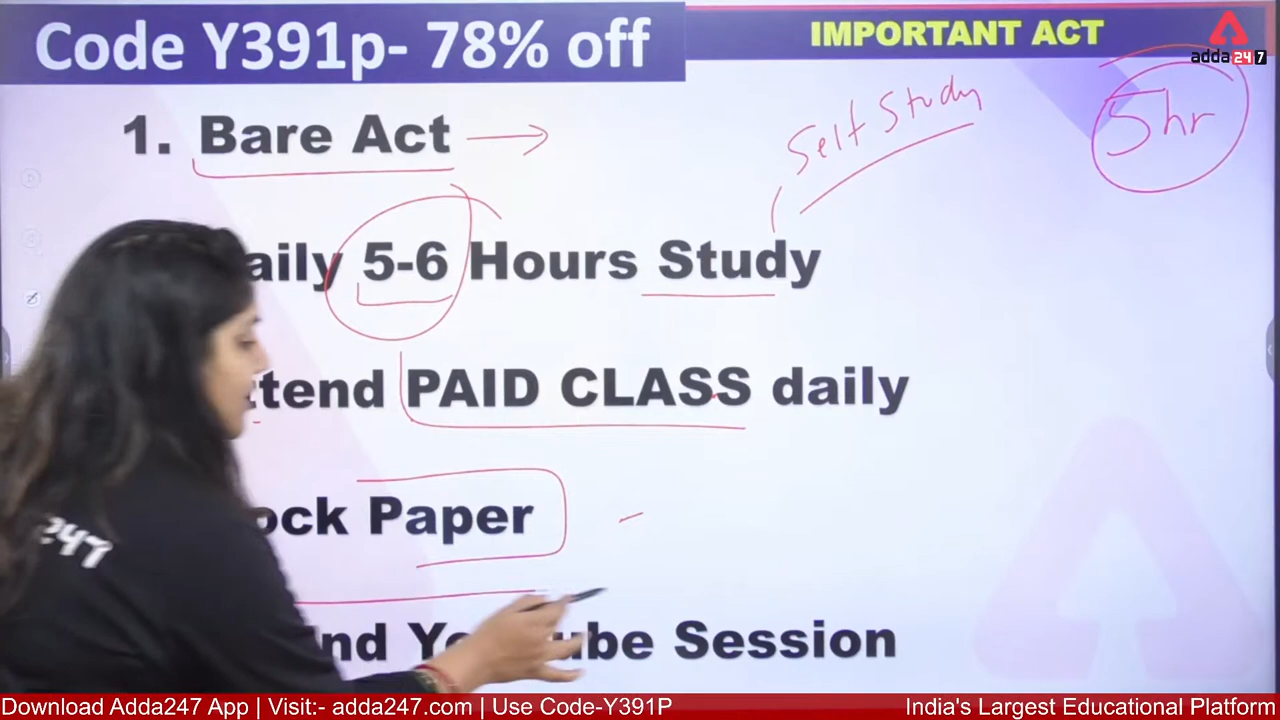 Code Y391p- 78% off
IMPORTANT ACT
adda247
Self Study
5hr
1. Bare Act
aily 5-6 Hours Study
ttend PAID CLASS daily
ock Paper
nd Yo ube Session
247
Download Adda247 App | Visit:- adda247.com | Use Code-Y391P
India's Largest Educational Platform